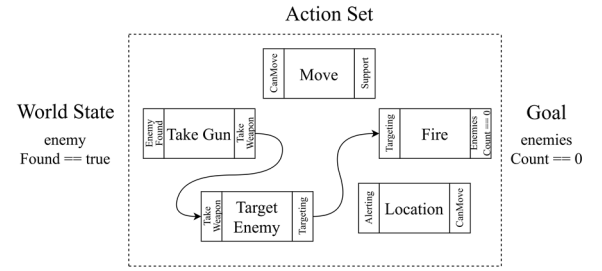 Action Set
World State
enemy
Found == true
CanMove
Move
Support
Enemy
Found
Take Gun
Take
Weapon
Targeting
Fire
Enemies
Count == 0
Goal
enemies
Count == 0
Take
Weapon
Target
Enemy
Targeting
Alerting
Location
CanMove